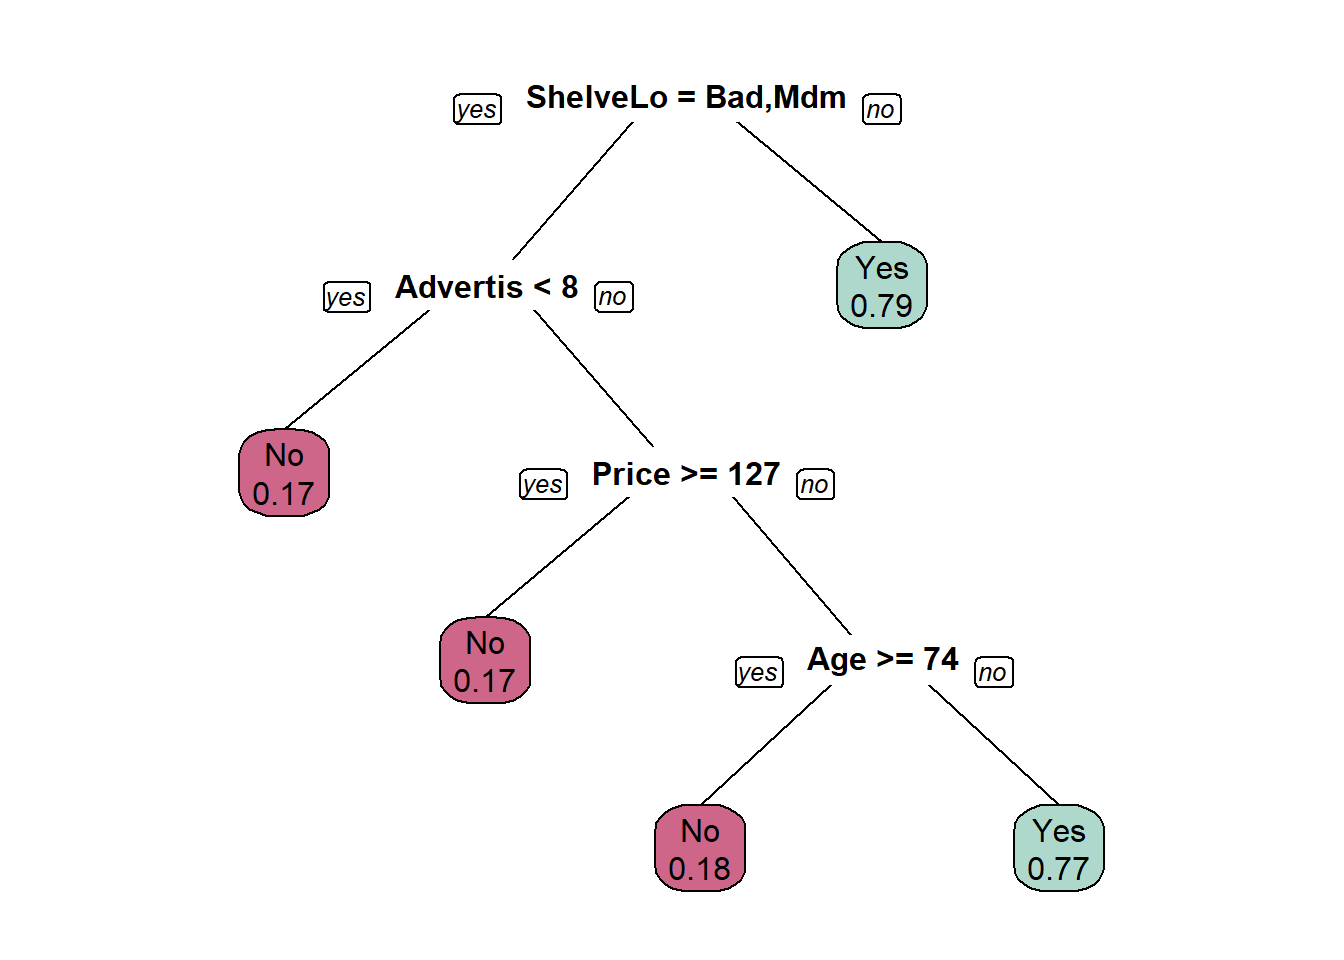 yes ShelveLo = Bad,Mdm no
yes Advertis < 8 no
Yes
0.79
No
0.17
yes Price >= 127 no
No
0.17
yes Age >= 74 no
No
0.18
Yes
0.77